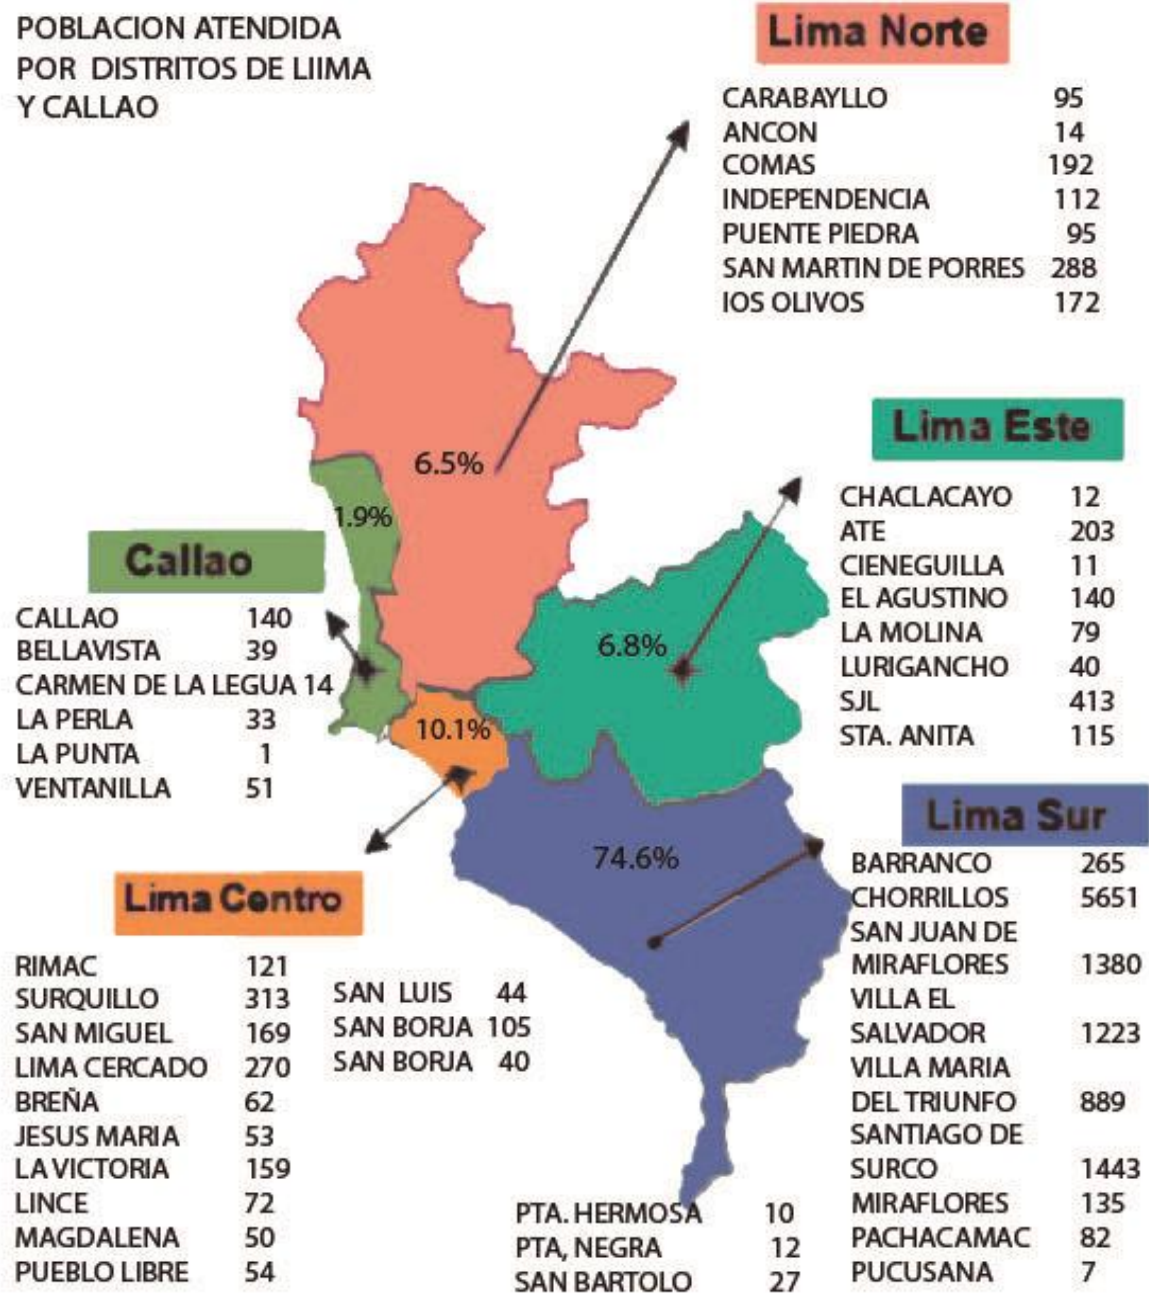 POBLACION ATENDIDA
POR DISTRITOS DE LIIMA
Y CALLAO
Lima Norte
CARABAYLLO 95
ANCON 14
COMAS 192
INDEPENDENCIA 112
PUENTE PIEDRA 95
SAN MARTIN DE PORRES 288
IOS OLIVOS 172
6.5%
Lima Este
CHACLACAYO 12
ATE 203
CIENEGUILLA 11
EL AGUSTINO 140
LA MOLINA 79
LURIGANCHO 40
SJL 413
STA. ANITA 115
6.8%
1.9%
Callao
CALLAO 140
BELLAVISTA 39
CARMEN DE LA LEGUA 14
LA PERLA 33
LA PUNTA 1
VENTANILLA 51
10.1%
74.6%
Lima Sur
BARRANCO 265
CHORRILLOS 5651
SAN JUAN DE
MIRAFLORES 1380
VILLA EL
SALVADOR 1223
VILLA MARIA
DEL TRIUNFO 889
SANTIAGO DE
SURCO 1443
MIRAFLORES 135
PACHACAMAC 82
PUCUSANA 7
PTA. HERMOSA 10
PTA, NEGRA 12
SAN BARTOLO 27
Lima Centro
RIMAC 121
SURQUILLO 313
SAN MIGUEL 169
LIMA CERCADO 270
BREÑA 62
JESUS MARIA 53
LA VICTORIA 159
LINCE 72
MAGDALENA 50
PUEBLO LIBRE 54
SAN LUIS 44
SAN BORJA 105
SAN BORJA 40